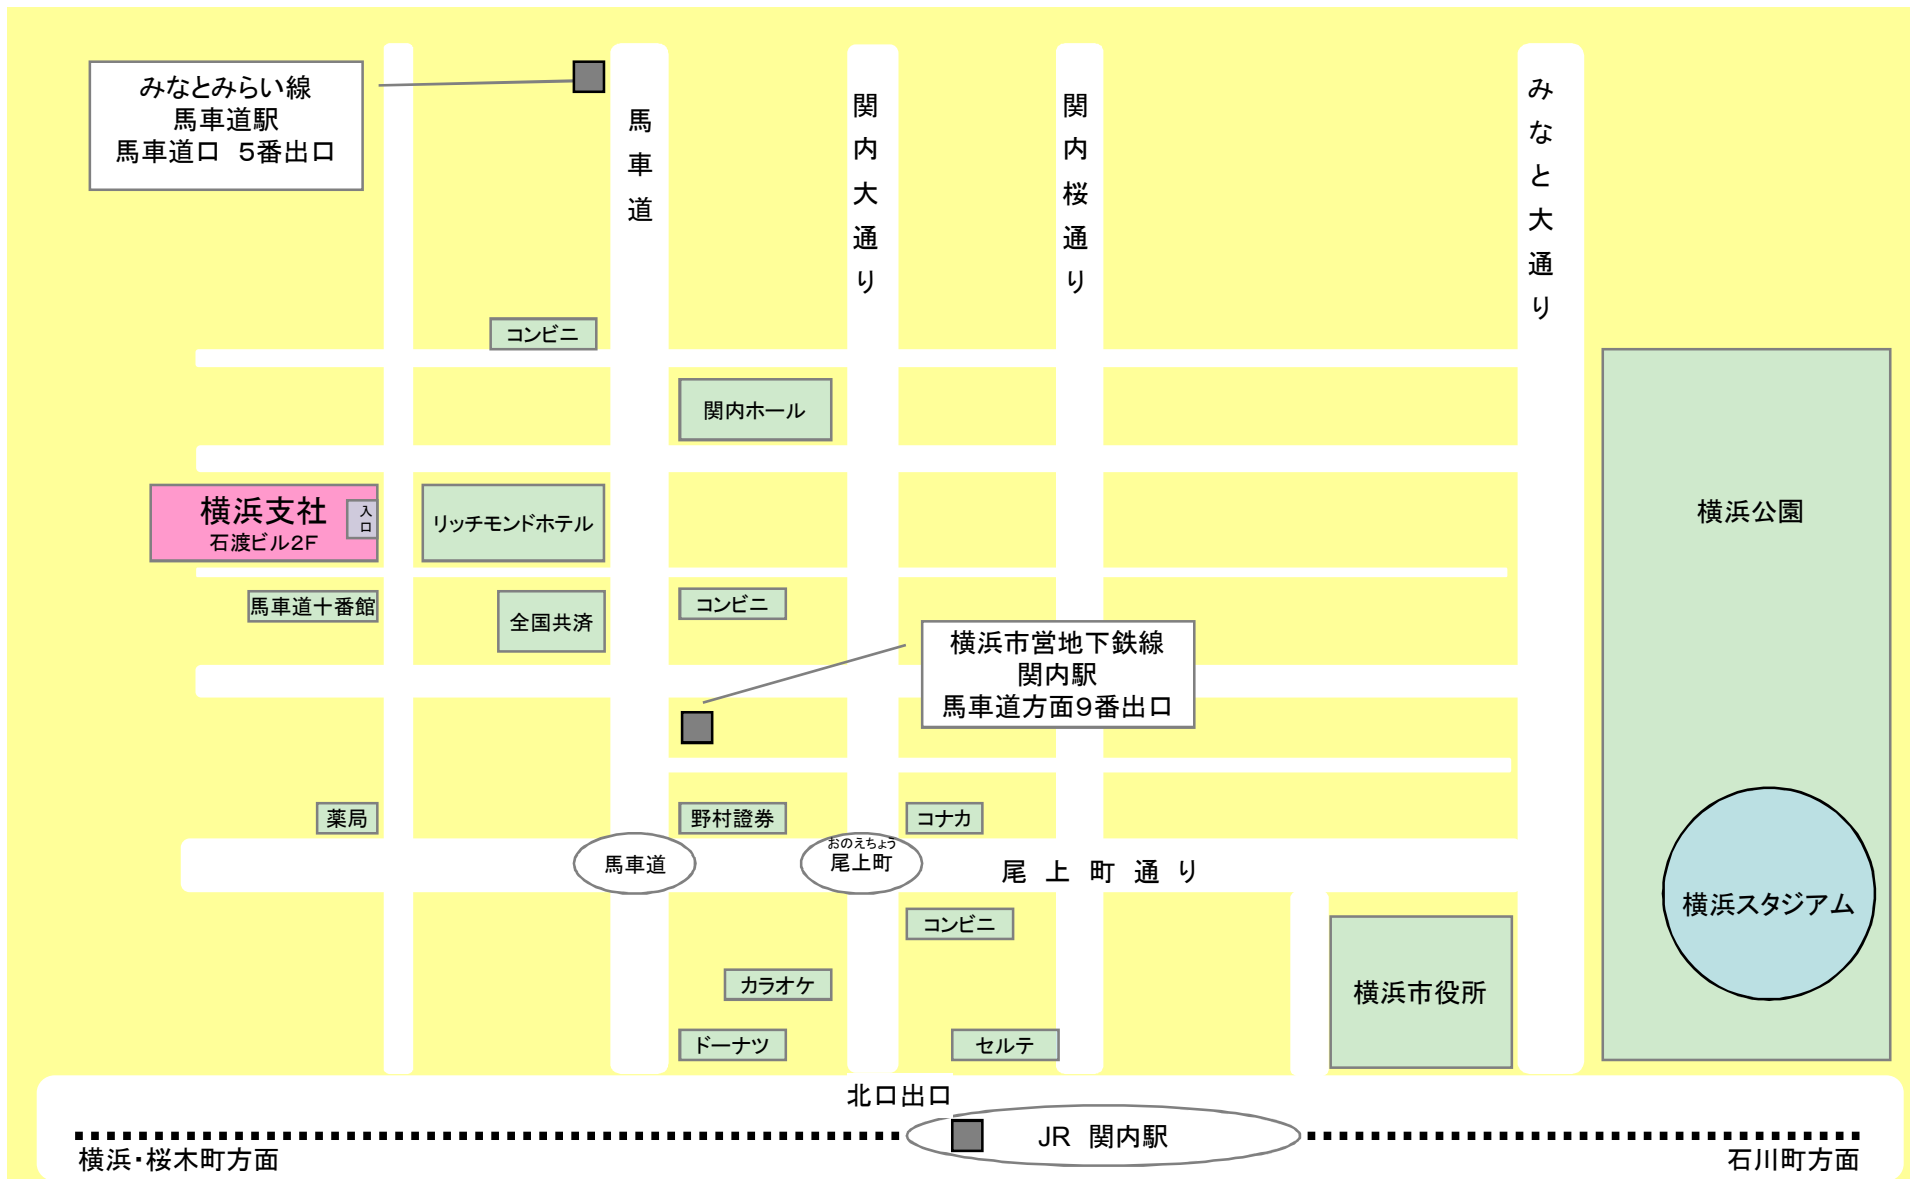 みなとみらい線
馬車道駅
馬車道口　5番出口
馬車道
関内大通り
関内桜通り
みなと大通り
コンビニ
関内ホール
横浜支社
石渡ビル2F
入口
リッチモンドホテル
横浜公園
馬車道十番館
全国共済
コンビニ
横浜市営地下鉄線
関内駅
馬車道方面9番出口
薬局
野村證券
コナカ
馬車道
おのえちょう
尾上町
尾上町通り
横浜スタジアム
コンビニ
カラオケ
横浜市役所
ドーナツ
セルテ
北口出口
JR　関内駅
横浜・桜木町方面
石川町方面